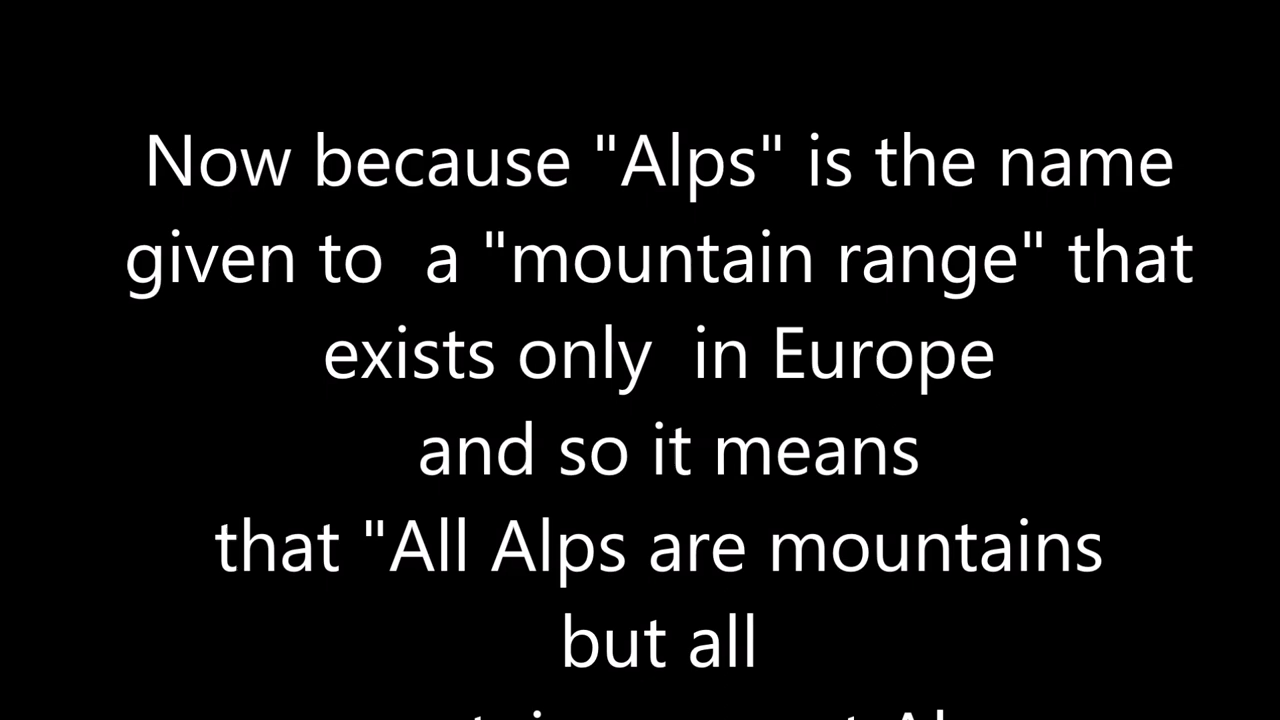 Now because "Alps" is the name
given to  a "mountain range" that
exists only  in Europe
and so it means
that "All Alps are mountains
but all